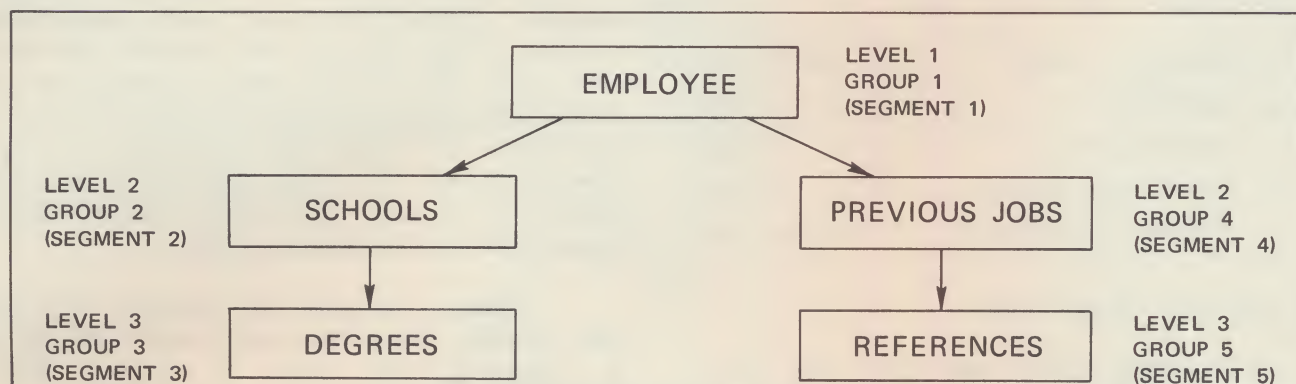 EMPLOYEE
LEVEL 1
GROUP 1
(SEGMENT 1)
LEVEL 2
GROUP 2
(SEGMENT 2)
SCHOOLS
PREVIOUS JOBS
LEVEL 2
GROUP 4
(SEGMENT 4)
LEVEL 3
GROUP 3
(SEGMENT 3)
DEGREES
REFERENCES
LEVEL 3
GROUP 5
(SEGMENT 5)